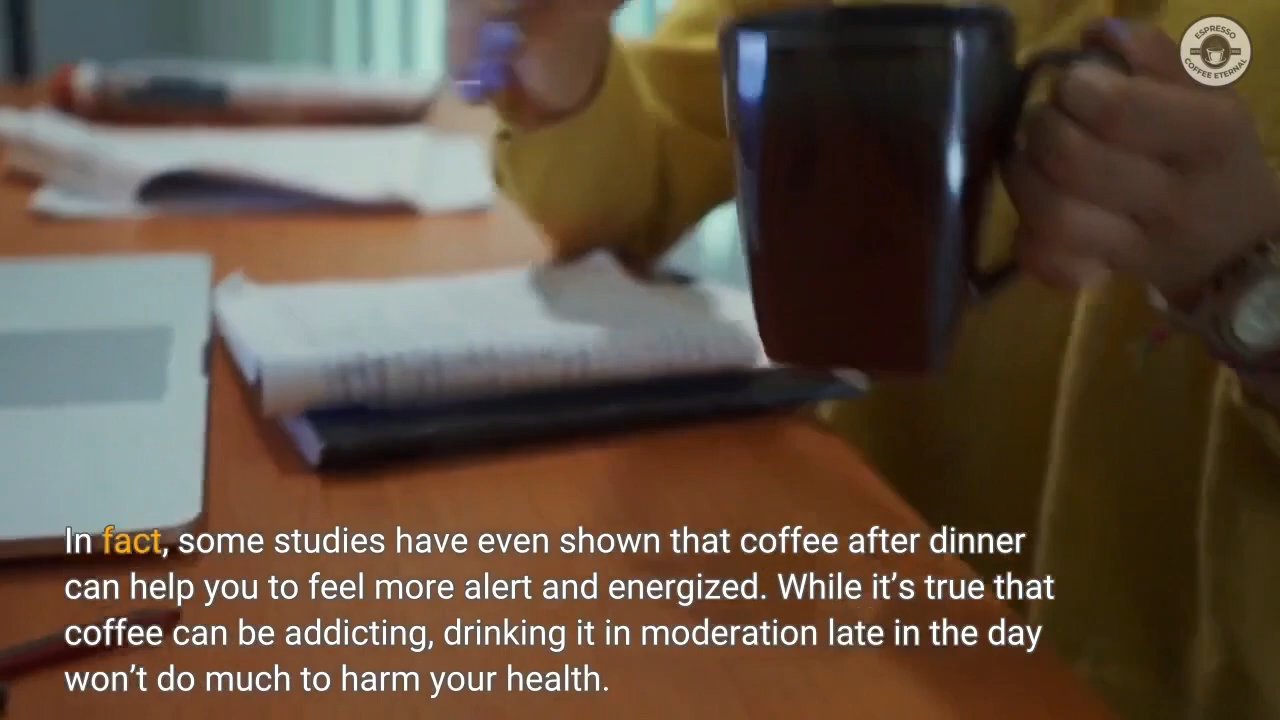 ESPRESSO
COFFEE ETERNAL
In fact, some studies have even shown that coffee after dinner
can help you to feel more alert and energized. While it’s true that
coffee can be addicting, drinking it in moderation late in the day
won’t do much to harm your health.